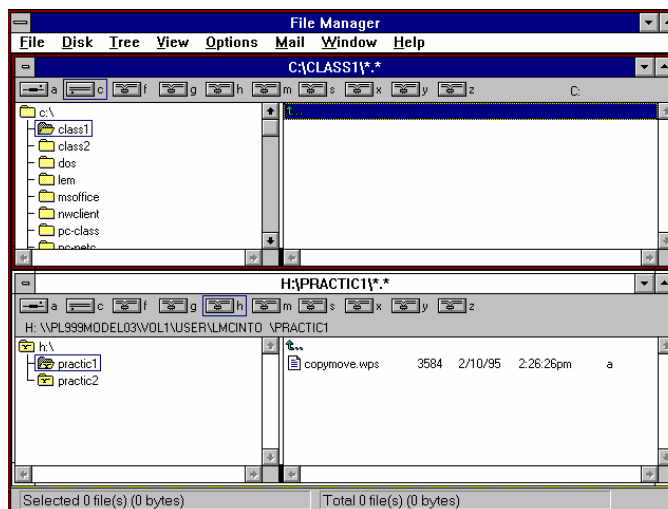 File Manager
File Disk Tree View Options Mail Window Help
C:\CLASS1\*.*
a c f g h m s x y z C:
c:\
class1
class2
dos
lem
msoffice
nwclient
pc-class
pc-netc
..
H:\PRACTIC1\*.*
a c f g h m s x y z
H: \\PL999MODEL03\VOL1\USER\LMCINTO \PRACTIC1
h:\
practic1
practic2
..
copymove.wps 3584 2/10/95 2:26:26pm a
Selected 0 file(s) (0 bytes) Total 0 file(s) (0 bytes)